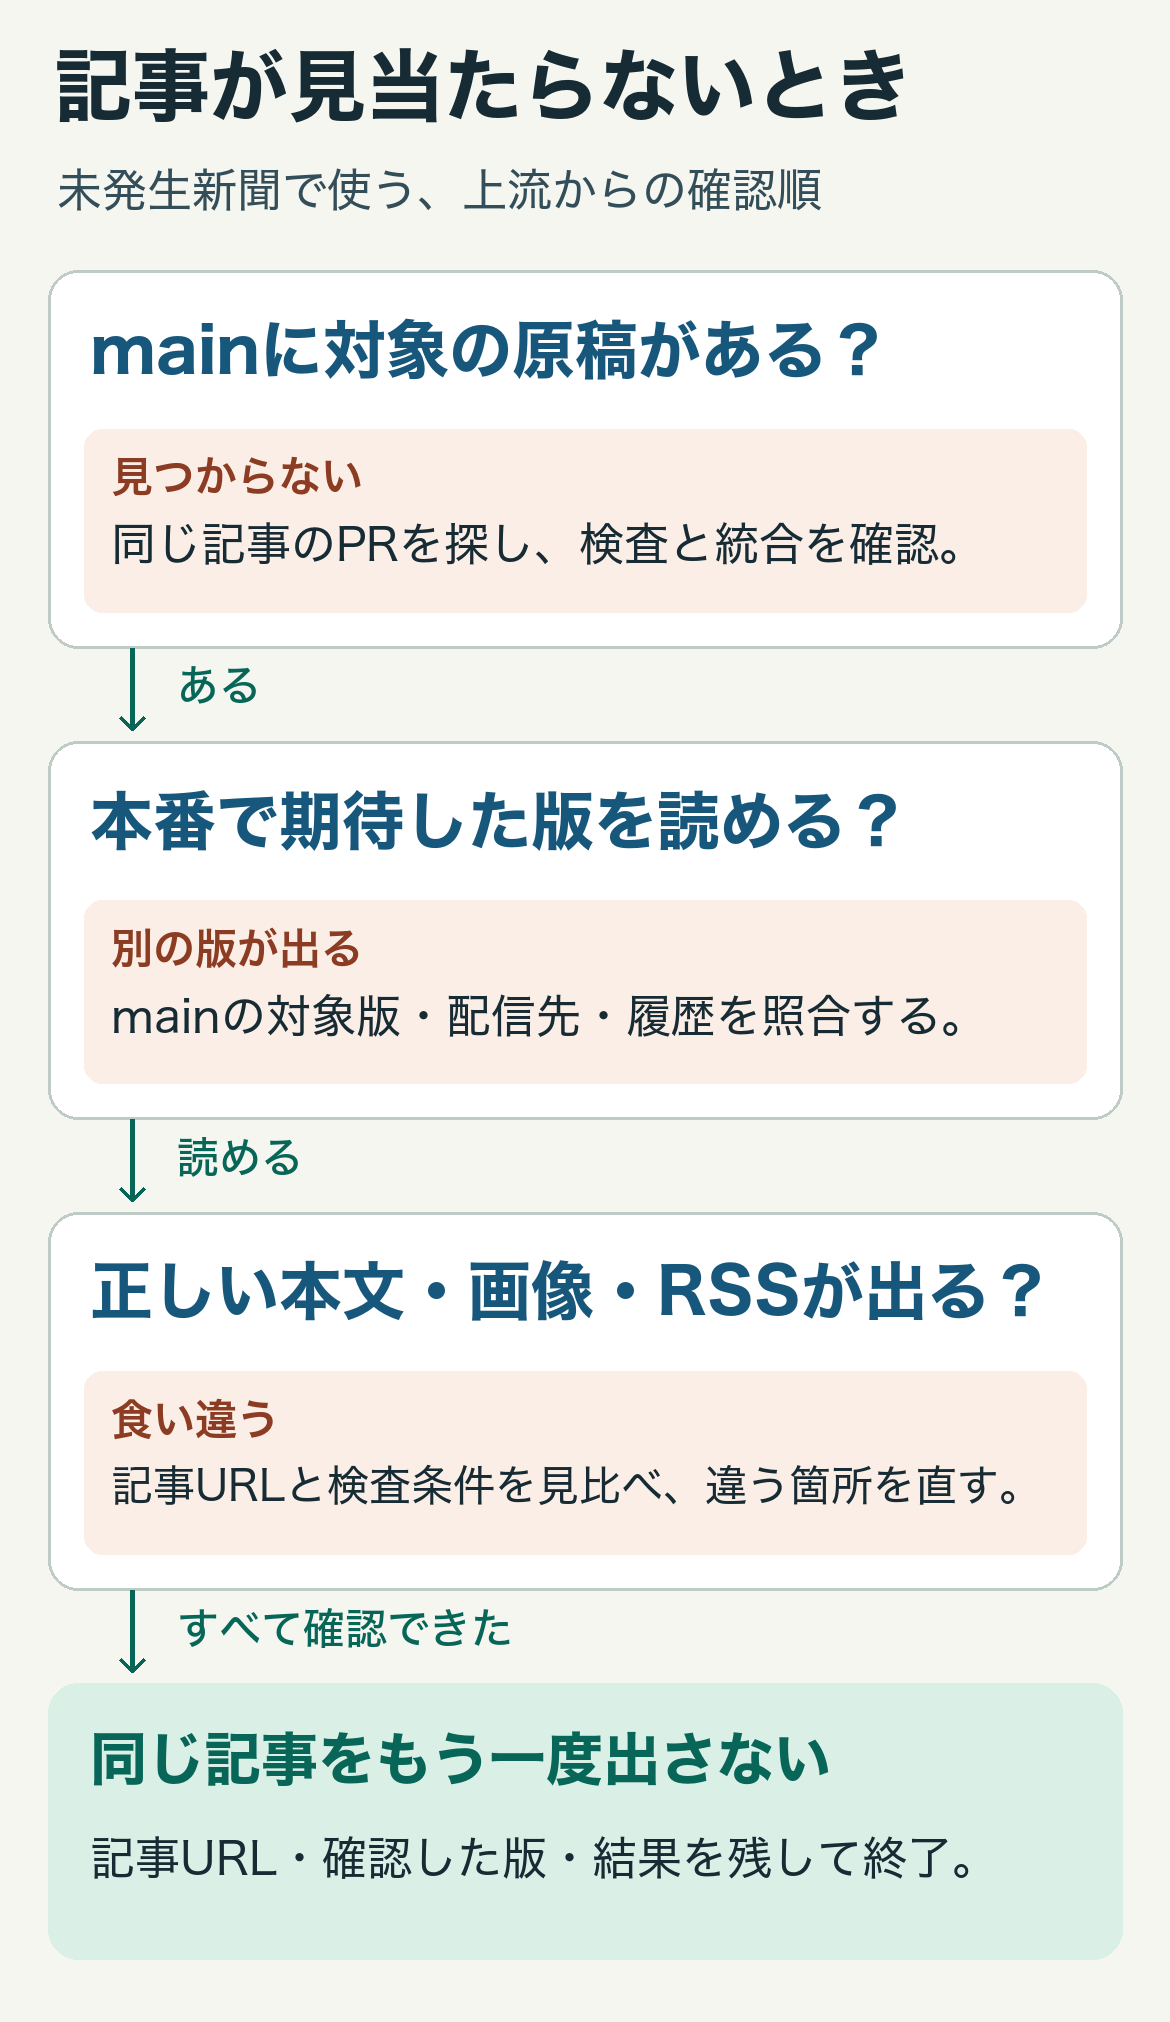 記事が見当たらないとき
未発生新聞で使う、上流からの確認順
mainに対象の原稿がある？
見つからない
同じ記事のPRを探し、検査と統合を確認。
ある
本番で期待した版を読める？
別の版が出る
mainの対象版・配信先・履歴を照合する。
読める
正しい本文・画像・RSSが出る？
食い違う
記事URLと検査条件を見比べ、違う箇所を直す。
すべて確認できた
同じ記事をもう一度出さない
記事URL・確認した版・結果を残して終了。